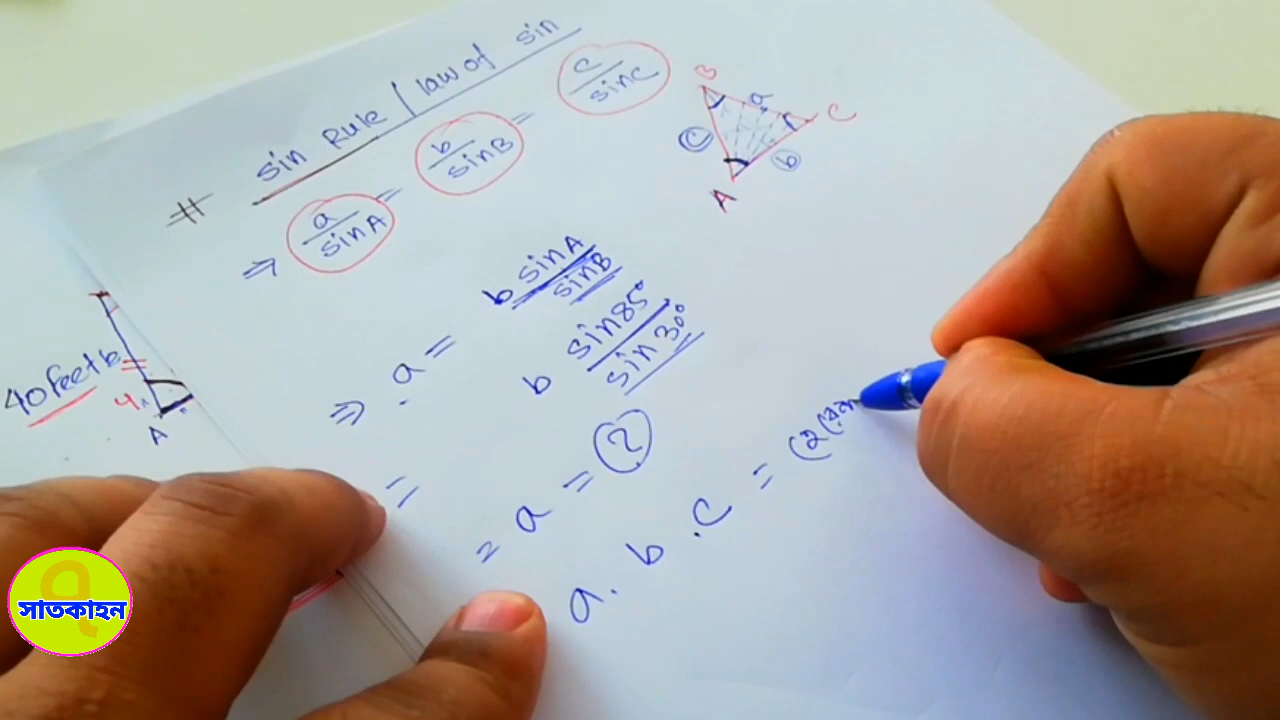 # sin Rule / law of sin
⇒ a/sinA = b/sinB = c/sinC
B
a
C
c
b
A
⇒ a = b sinA/sinB
= b sin85°/sin30°
= a = ?
a. b .c =
40 feet b
A
সাতকাহন